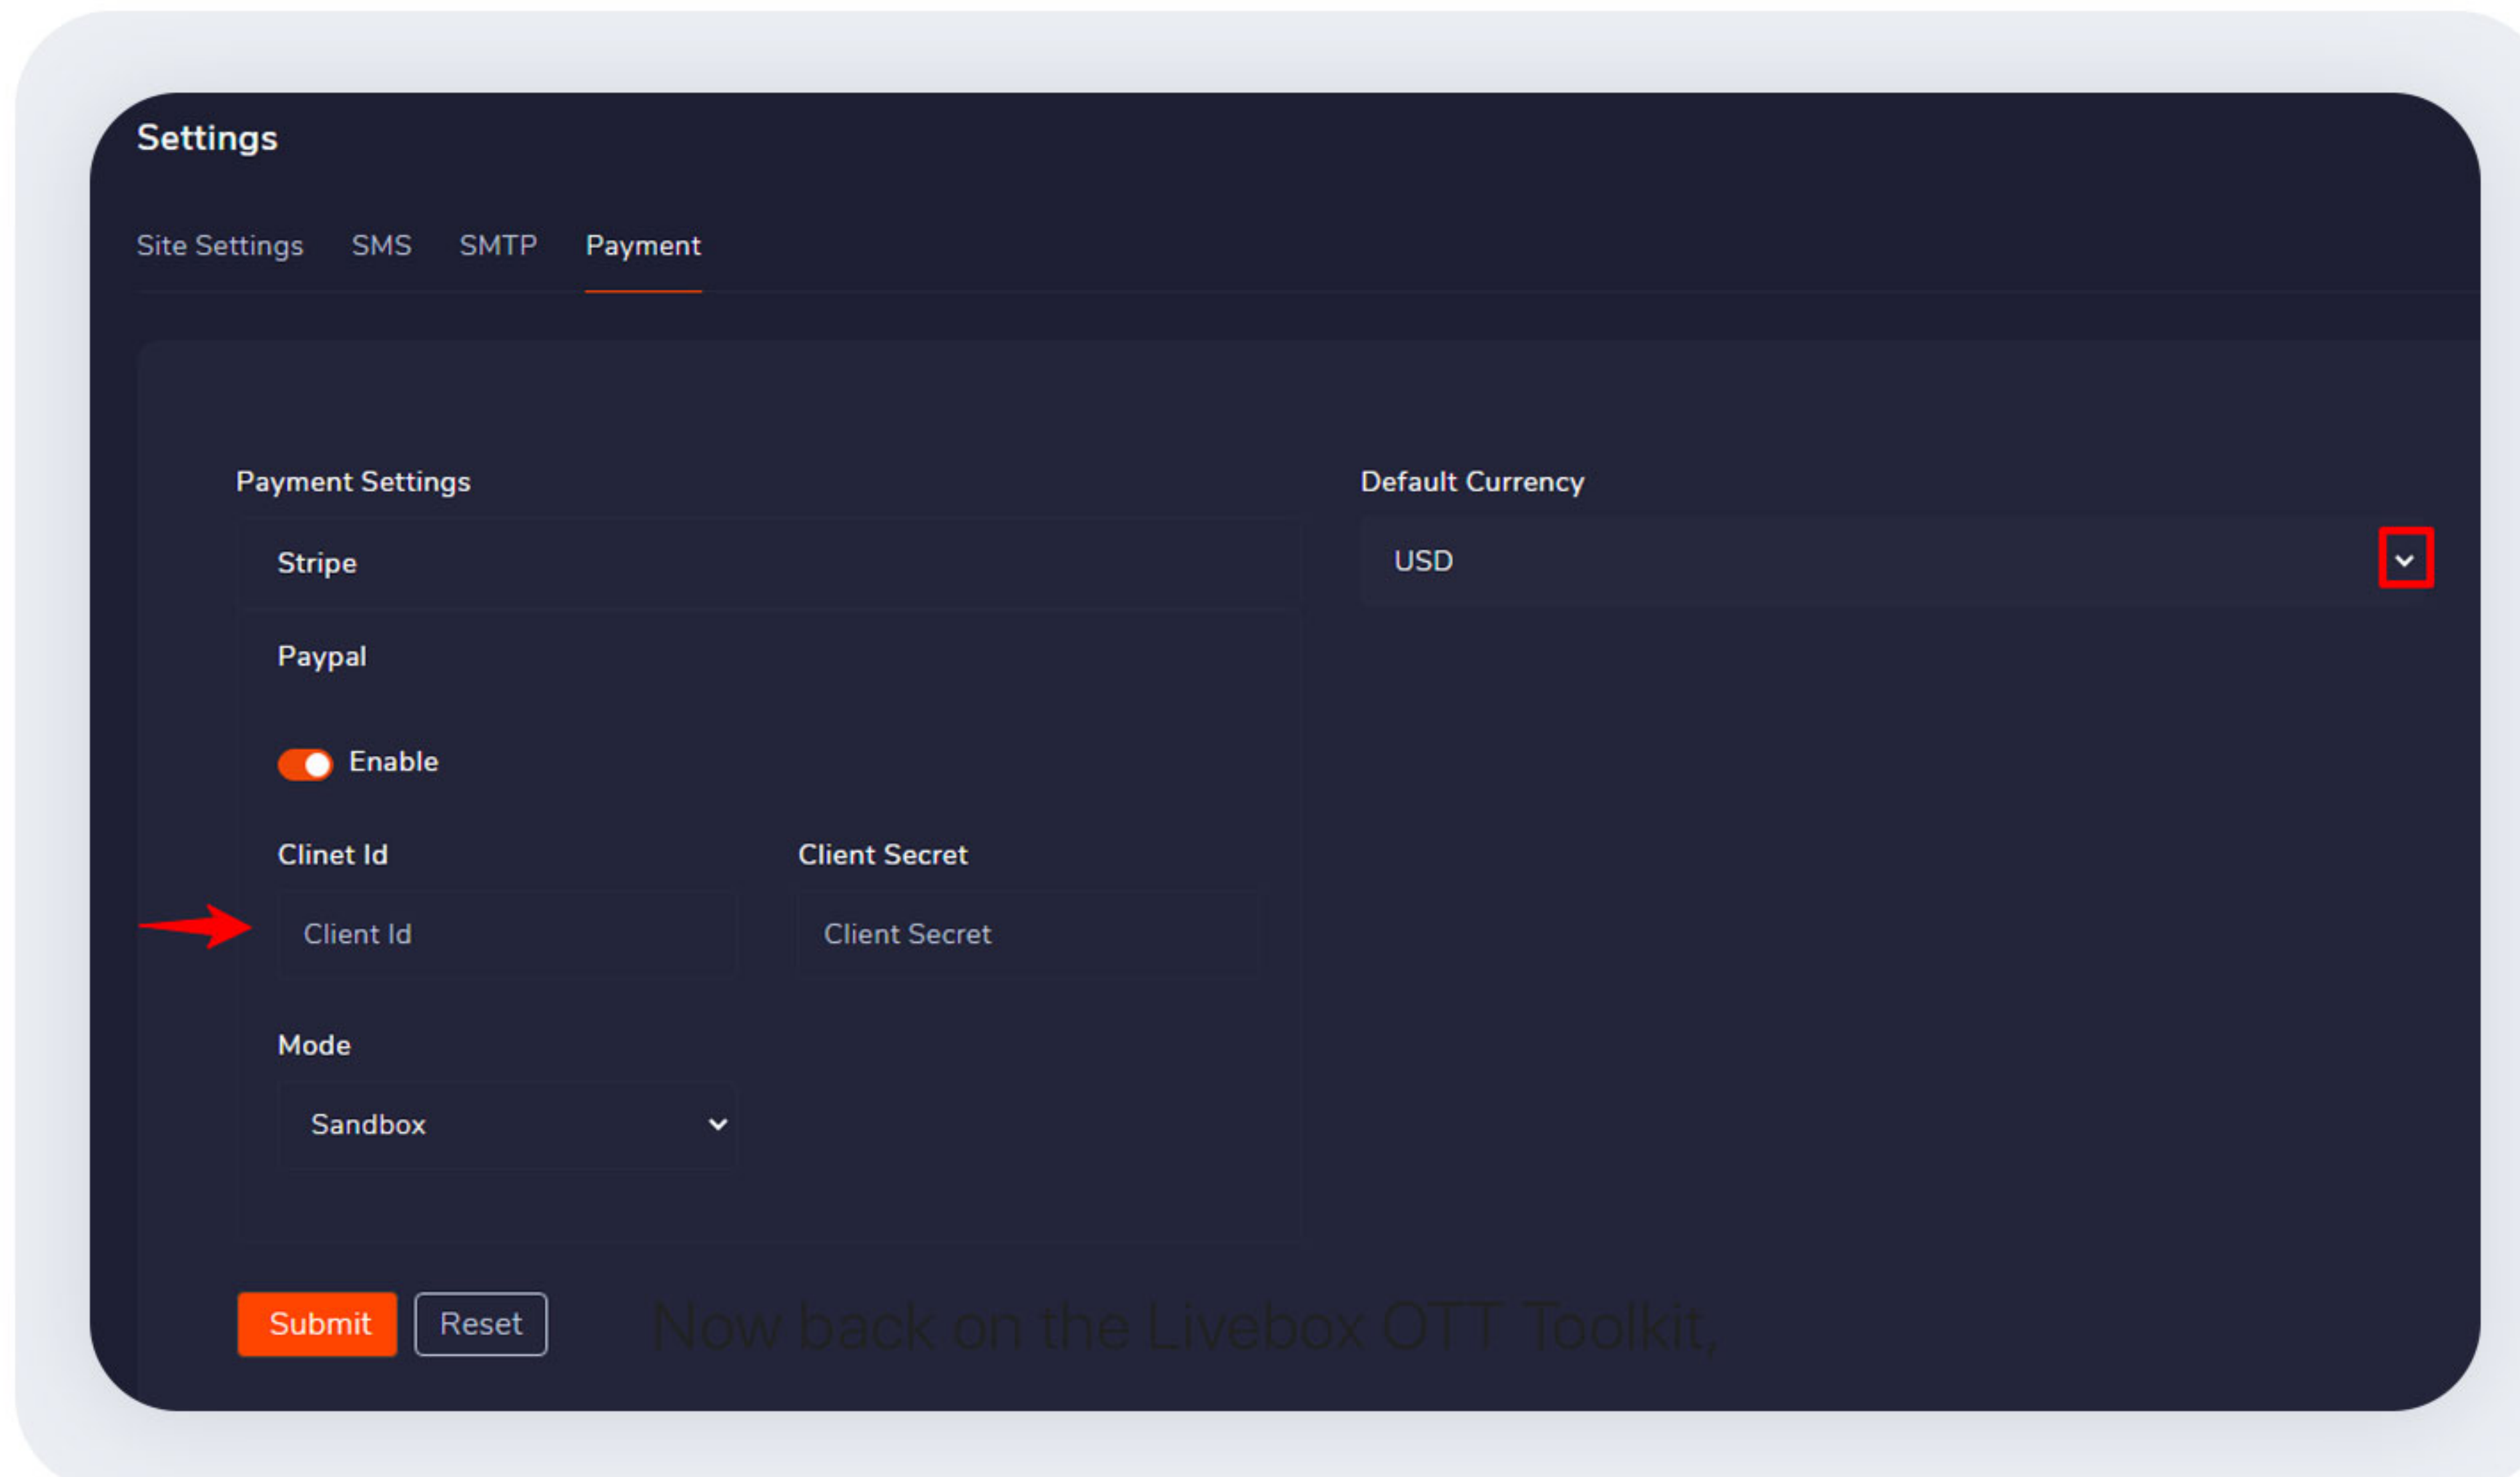 Settings
Site Settings SMS SMTP Payment
Payment Settings
Stripe
Paypal
Enable
Clinet Id Client Secret
Client Id Client Secret
Mode
Sandbox
Default Currency
USD
Submit Reset
Now back on the Livebox OTT Toolkit,